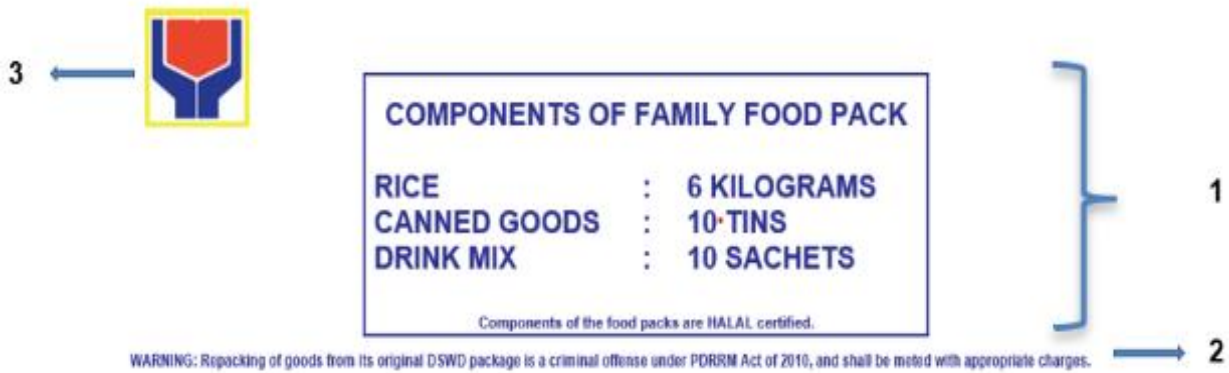 3
COMPONENTS OF FAMILY FOOD PACK
RICE : 6 KILOGRAMS
CANNED GOODS : 10 TINS
DRINK MIX : 10 SACHETS
1
Components of the food packs are HALAL certified.
WARNING: Repacking of goods from its original DSWD package is a criminal offense under PDRRM Act of 2010, and shall be meted with appropriate charges.
2